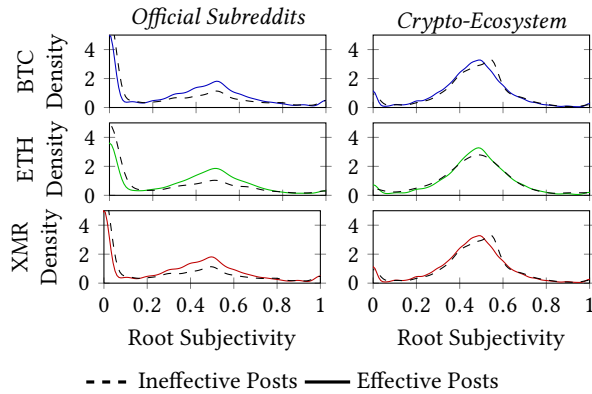 Official Subreddits Crypto-Ecosystem
BTC
Density
4
2
0
ETH
Density
4
2
0
XMR
Density
4
2
0
0 0.2 0.4 0.6 0.8 1 0 0.2 0.4 0.6 0.8 1
Root Subjectivity Root Subjectivity
Ineffective Posts Effective Posts